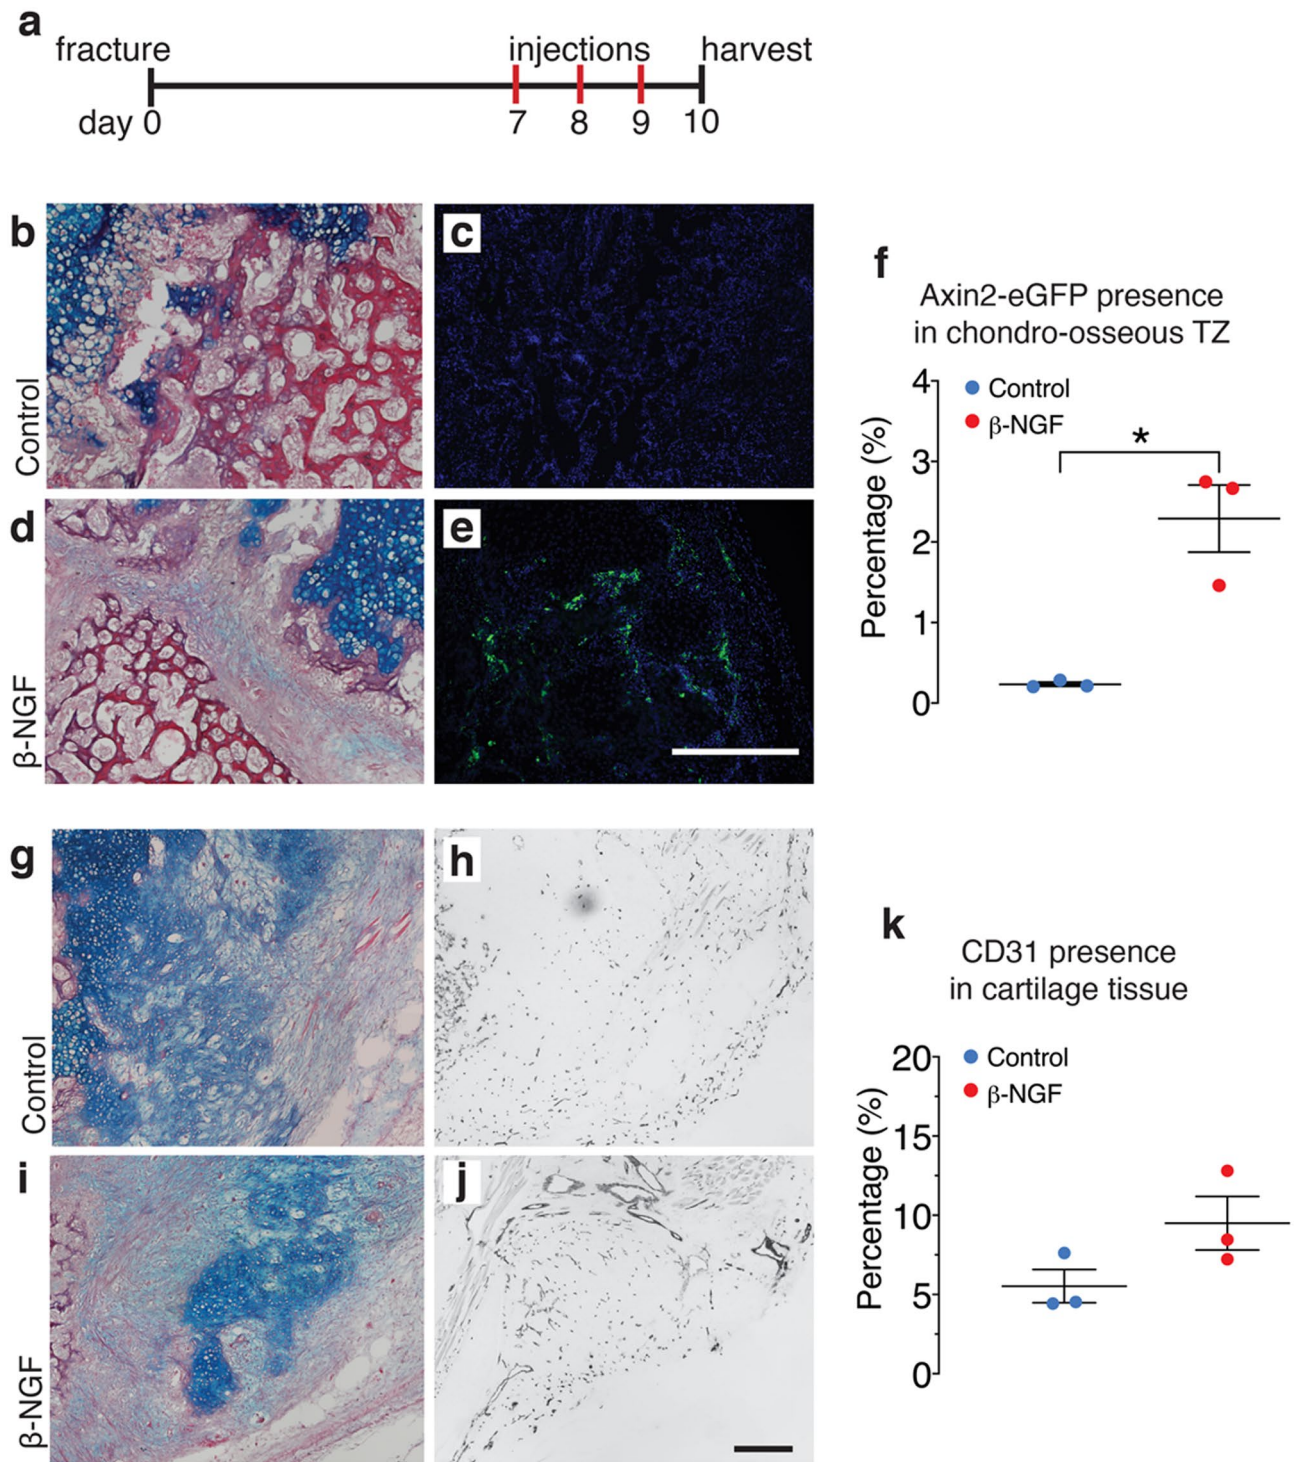 a
fracture
injections
harvest
day 0
7
8
9
10
b
Control
c
d
β-NGF
e
f
Axin2-eGFP presence
in chondro-osseous TZ
Percentage (%)
4
3
2
1
0
Control
β-NGF
*
g
Control
h
i
β-NGF
j
k
CD31 presence
in cartilage tissue
Percentage (%)
20
15
10
5
0
Control
β-NGF